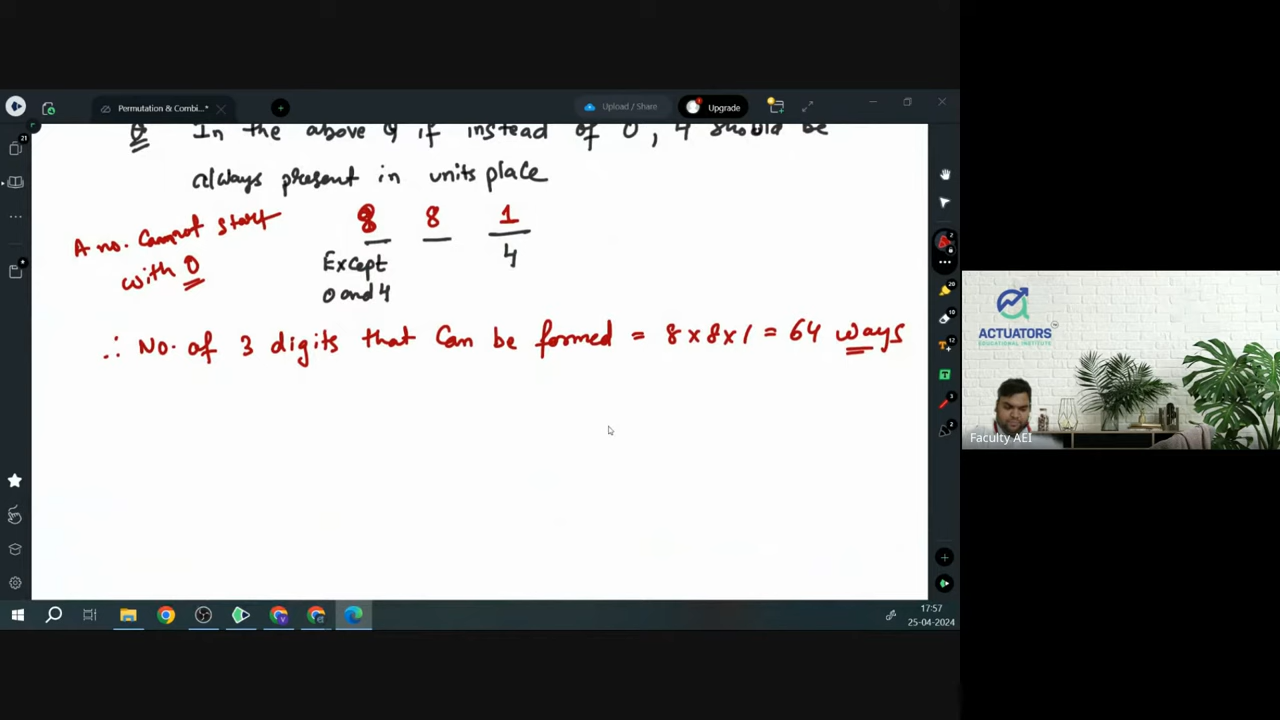 Permutation & Combi...*
Upload / Share
Upgrade
Q In the above Q if instead of 0, 4 should be
always present in units place
A no. Cannot start
with 0
8 8 1
4
Except
0 and 4
∴ No. of 3 digits that can be formed = 8 x 8 x 1 = 64 ways
ACTUATORS
EDUCATIONAL INSTITUTE
Faculty AEI
17:57
25-04-2024